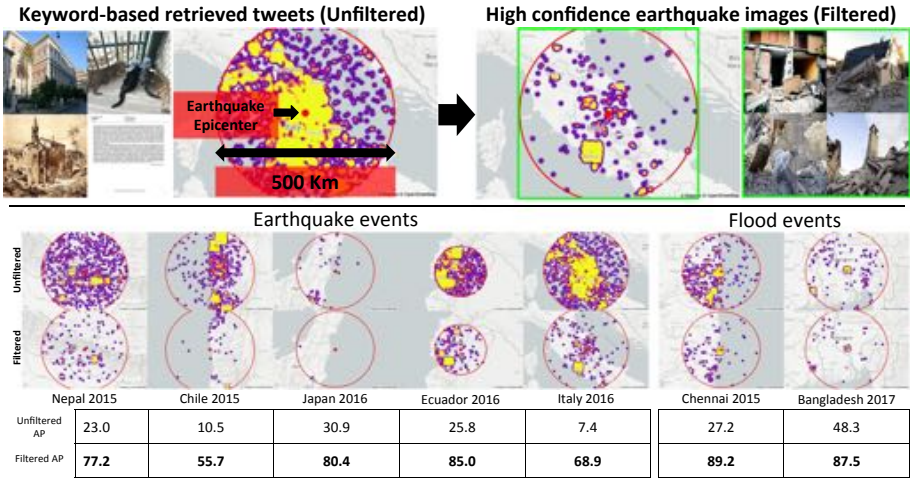 Keyword-based retrieved tweets (Unfiltered)
High confidence earthquake images (Filtered)
Earthquake
Epicenter
500 Km
Earthquake events
Flood events
Unfiltered
Filtered
Nepal 2015
Chile 2015
Japan 2016
Ecuador 2016
Italy 2016
Chennai 2015
Bangladesh 2017
Unfiltered
AP
23.0
10.5
30.9
25.8
7.4
27.2
48.3
Filtered AP
77.2
55.7
80.4
85.0
68.9
89.2
87.5